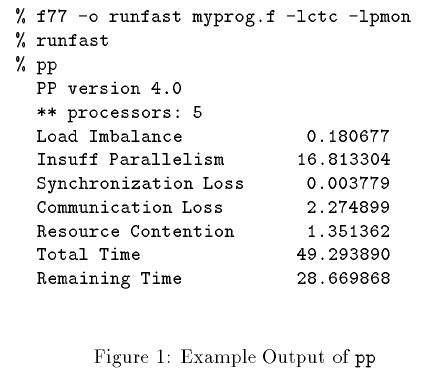 % f77 -o runfast myprog.f -lctc -lpmon
% runfast
% pp
PP version 4.0
** processors: 5
Load Imbalance 0.180677
Insuff Parallelism 16.813304
Synchronization Loss 0.003779
Communication Loss 2.274899
Resource Contention 1.351362
Total Time 49.293890
Remaining Time 28.669868
Figure 1: Example Output of pp